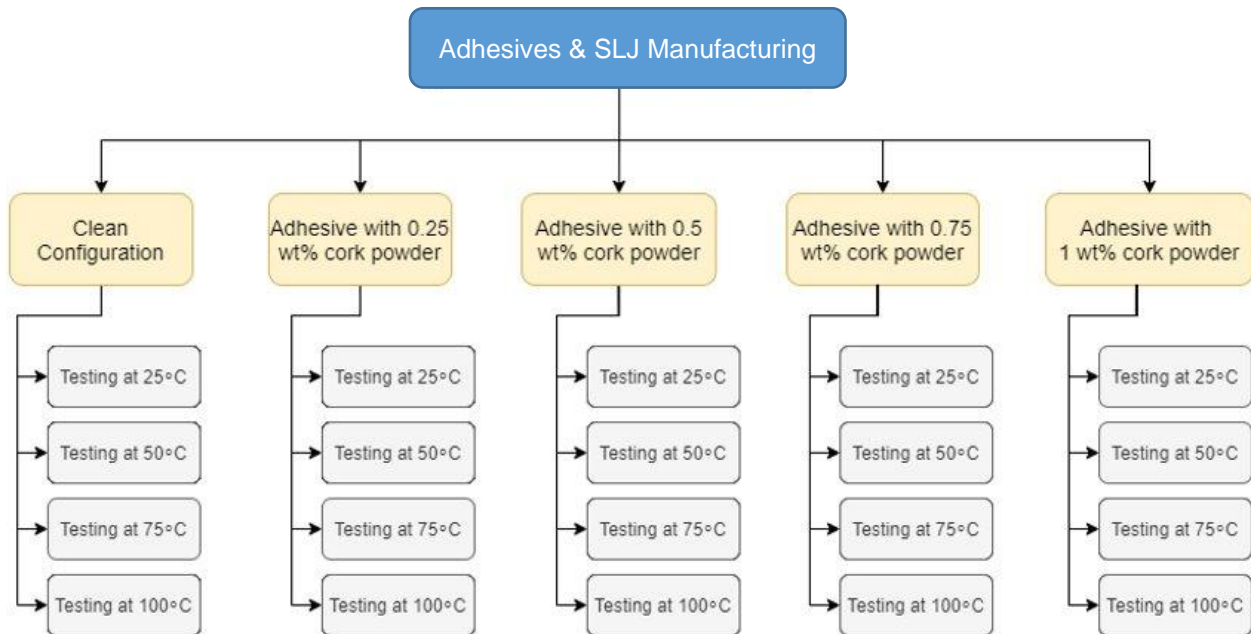 Adhesives & SLJ Manufacturing
Clean
Configuration
Adhesive with 0.25
wt% cork powder
Adhesive with 0.5
wt% cork powder
Adhesive with 0.75
wt% cork powder
Adhesive with
1 wt% cork powder
Testing at 25°C
Testing at 50°C
Testing at 75°C
Testing at 100°C
Testing at 25°C
Testing at 50°C
Testing at 75°C
Testing at 100°C
Testing at 25°C
Testing at 50°C
Testing at 75°C
Testing at 100°C
Testing at 25°C
Testing at 50°C
Testing at 75°C
Testing at 100°C
Testing at 25°C
Testing at 50°C
Testing at 75°C
Testing at 100°C